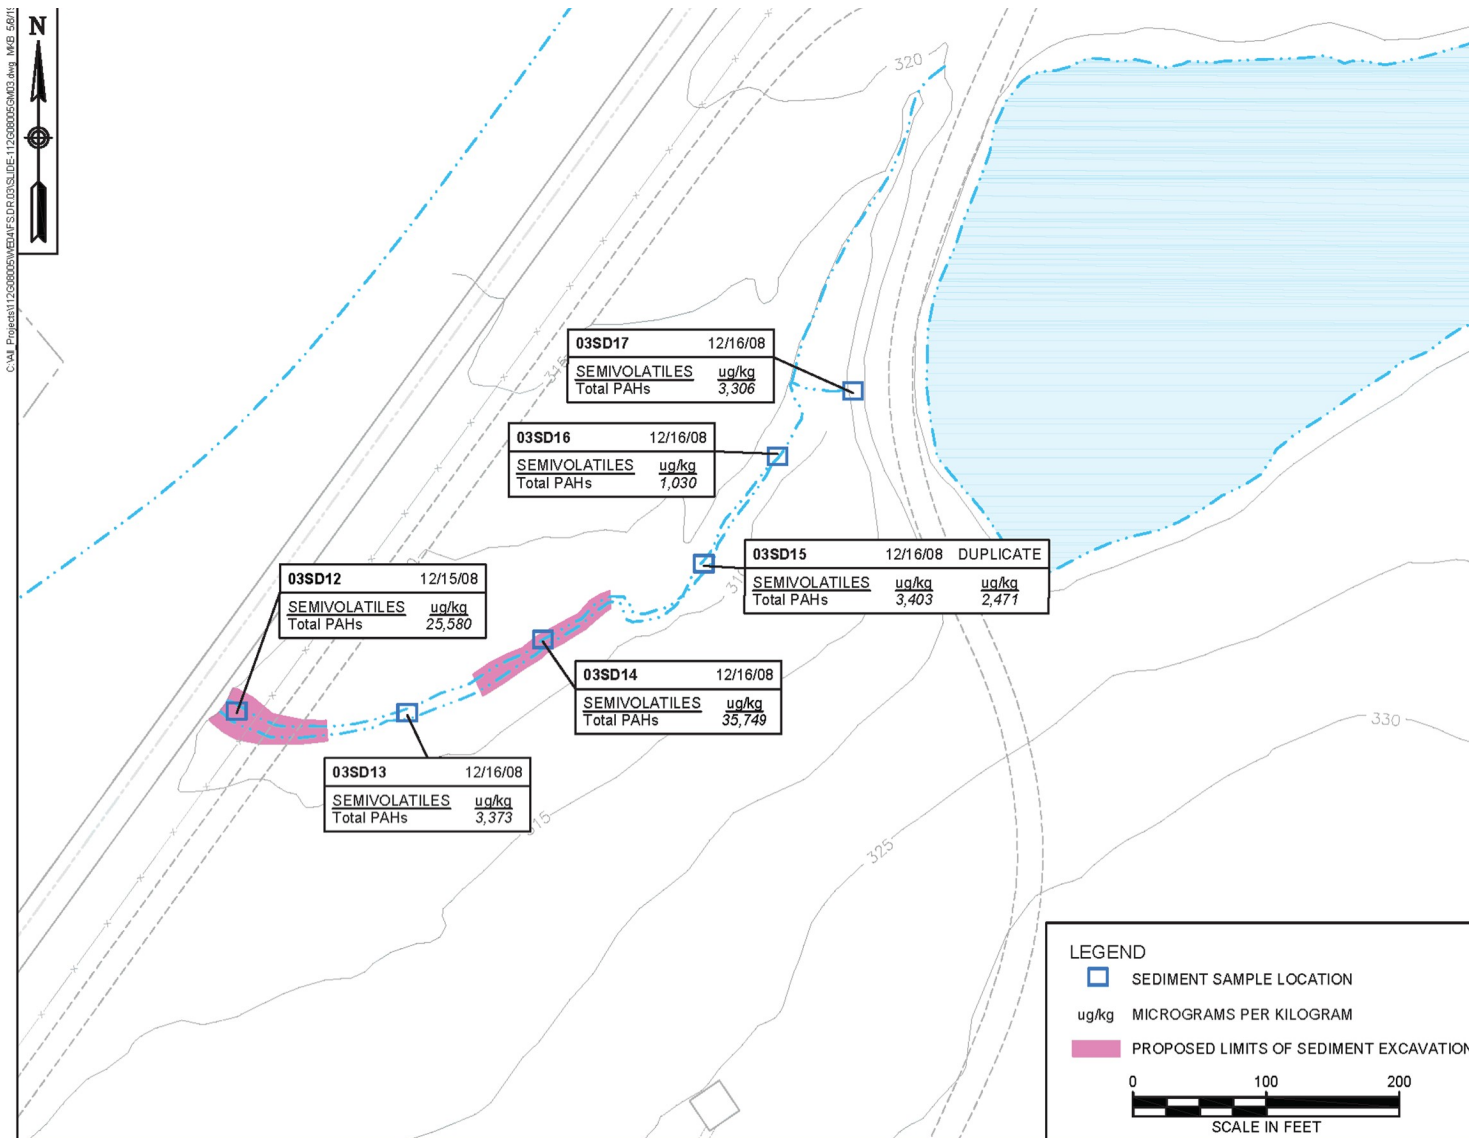 N
C:\All_Projects\112G08005\WE04\FS.DR.03\SLIDE-112G08005GM03.dwg MKB 5/6/1
320
315
03SD17 12/16/08
SEMIVOLATILES ug/kg
Total PAHs 3,306
03SD16 12/16/08
SEMIVOLATILES ug/kg
Total PAHs 1,030
03SD15 12/16/08 DUPLICATE
SEMIVOLATILES ug/kg ug/kg
Total PAHs 3,403 2,471
03SD12 12/15/08
SEMIVOLATILES ug/kg
Total PAHs 25,580
03SD14 12/16/08
SEMIVOLATILES ug/kg
Total PAHs 35,749
03SD13 12/16/08
SEMIVOLATILES ug/kg
Total PAHs 3,373
315
325
330
LEGEND
SEDIMENT SAMPLE LOCATION
ug/kg MICROGRAMS PER KILOGRAM
PROPOSED LIMITS OF SEDIMENT EXCAVATION
0 100 200
SCALE IN FEET